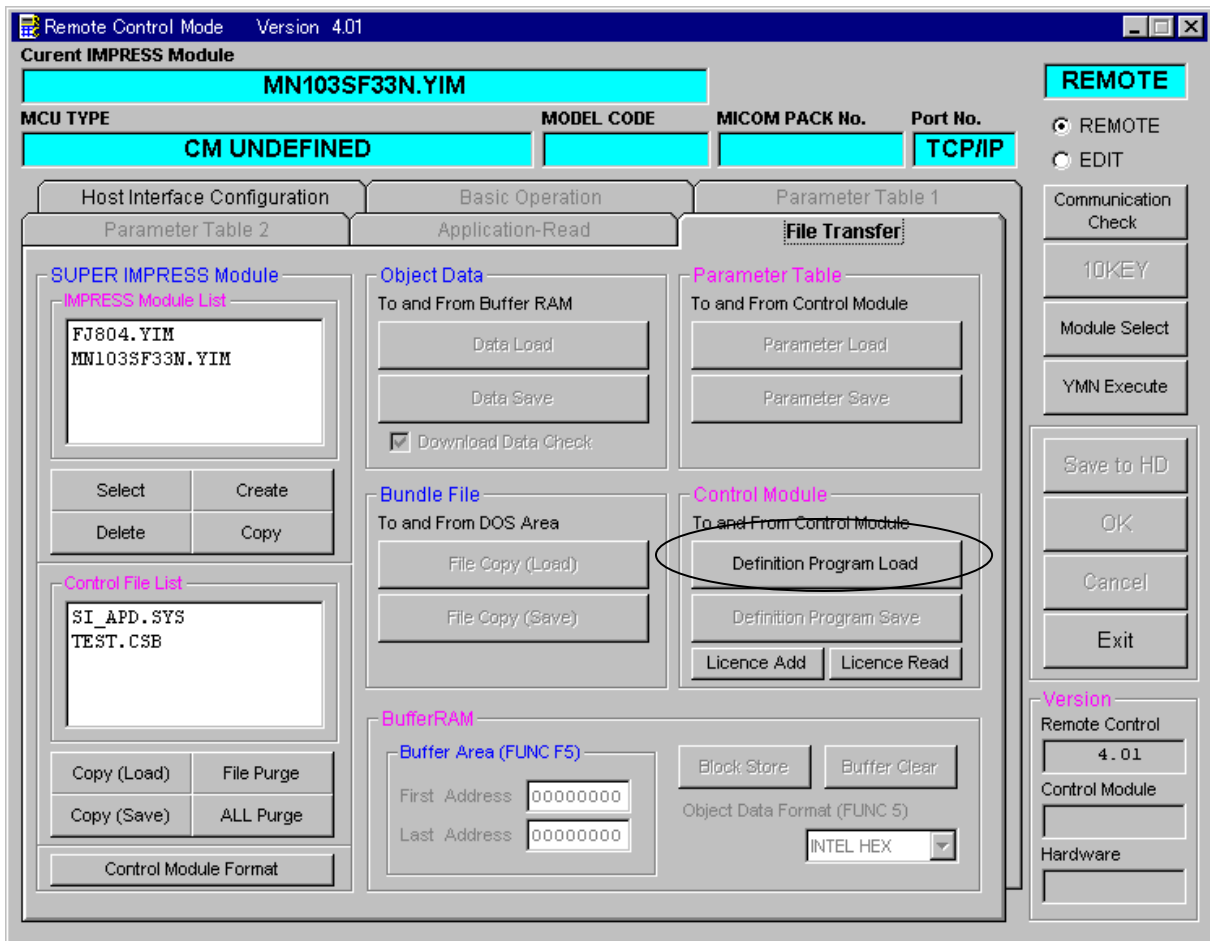 Remote Control Mode Version 4.01
Curent IMPRESS Module
MN103SF33N.YIM
REMOTE
MCU TYPE
MODEL CODE
MICOM PACK No.
Port No.
CM UNDEFINED
TCP/IP
REMOTE
EDIT
Host Interface Configuration
Basic Operation
Parameter Table 1
Parameter Table 2
Application-Read
File Transfer
SUPER IMPRESS Module
IMPRESS Module List
FJ804.YIM
MN103SF33N.YIM
Select
Create
Delete
Copy
Control File List
SI_APD.SYS
TEST.CSB
Copy (Load)
File Purge
Copy (Save)
ALL Purge
Control Module Format
Object Data
To and From Buffer RAM
Data Load
Data Save
Download Data Check
Bundle File
To and From DOS Area
File Copy (Load)
File Copy (Save)
Parameter Table
To and From Control Module
Parameter Load
Parameter Save
Control Module
To and From Control Module
Definition Program Load
Definition Program Save
Licence Add
Licence Read
BufferRAM
Buffer Area (FUNC F5)
First Address
00000000
Last Address
00000000
Block Store
Buffer Clear
Object Data Format (FUNC 5)
INTEL HEX
Communication
Check
10KEY
Module Select
YMN Execute
Save to HD
OK
Cancel
Exit
Version
Remote Control
4.01
Control Module
Hardware